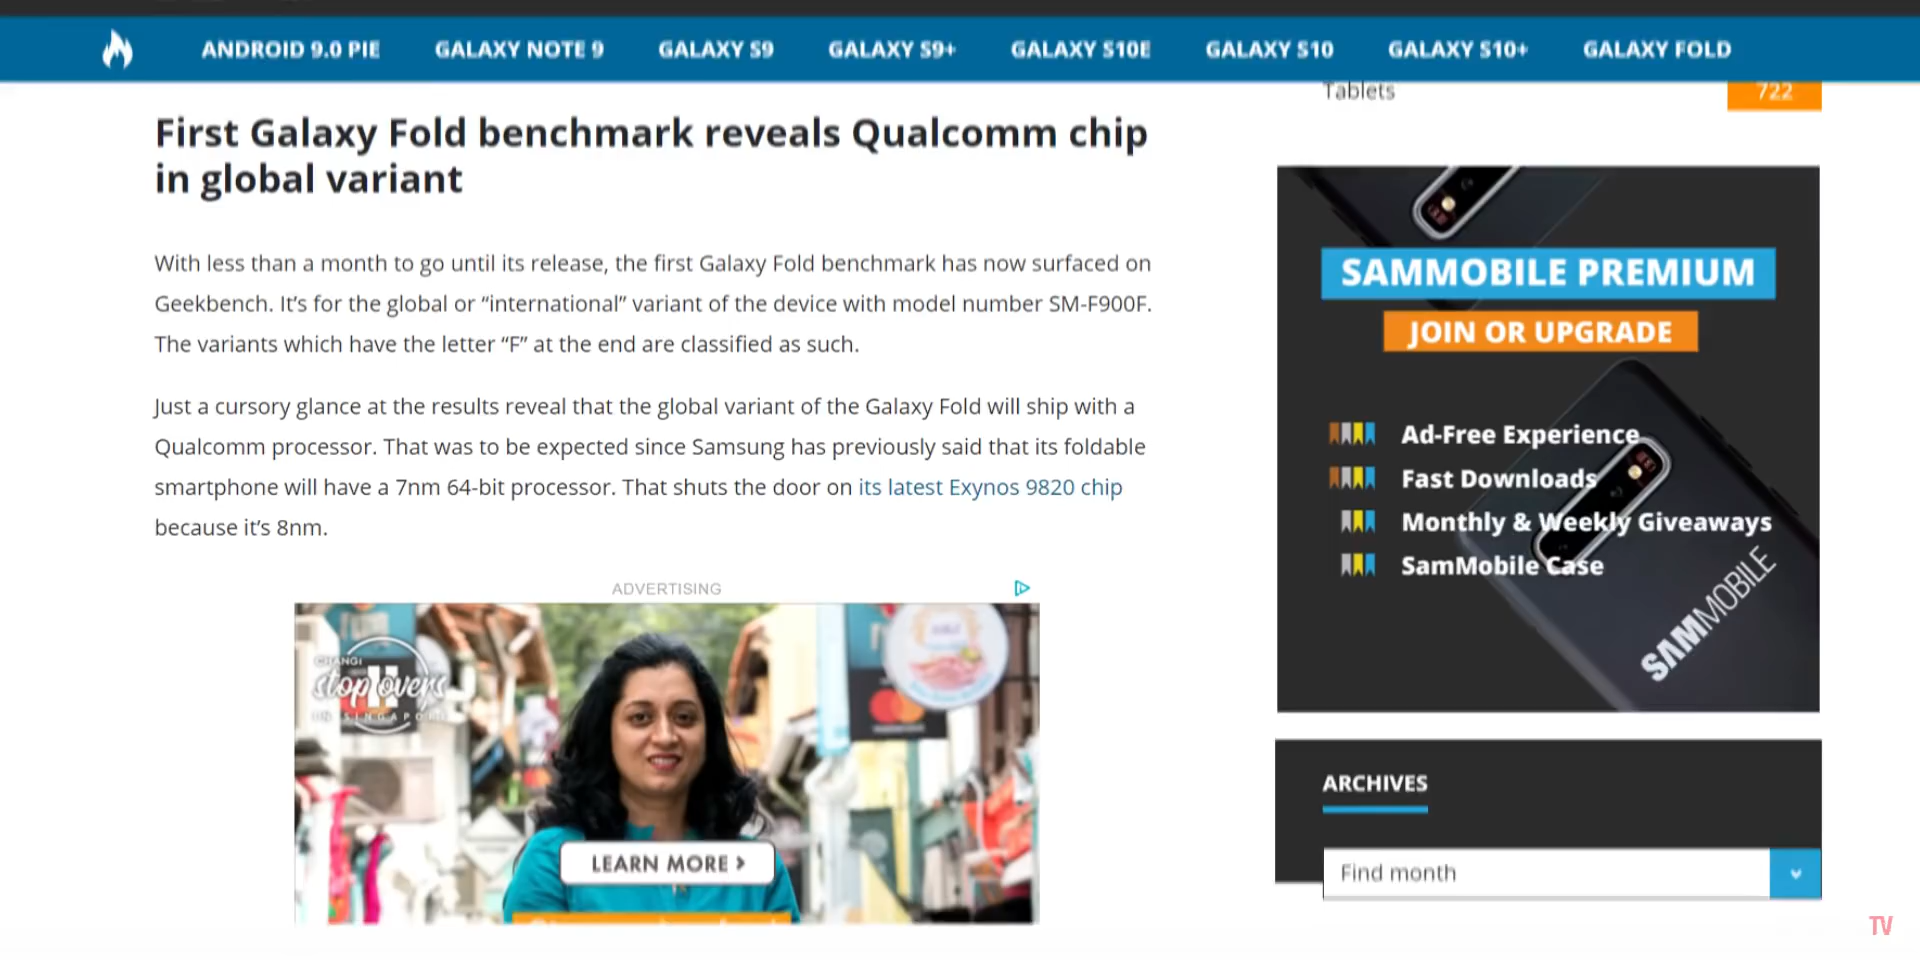 ANDROID 9.0 PIE GALAXY NOTE 9 GALAXY S9 GALAXY S9+ GALAXY S10E GALAXY S10 GALAXY S10+ GALAXY FOLD
Tablets 722
First Galaxy Fold benchmark reveals Qualcomm chip
in global variant
With less than a month to go until its release, the first Galaxy Fold benchmark has now surfaced on
Geekbench. It’s for the global or “international” variant of the device with model number SM-F900F.
The variants which have the letter “F” at the end are classified as such.
Just a cursory glance at the results reveal that the global variant of the Galaxy Fold will ship with a
Qualcomm processor. That was to be expected since Samsung has previously said that its foldable
smartphone will have a 7nm 64-bit processor. That shuts the door on its latest Exynos 9820 chip
because it’s 8nm.
ADVERTISING
CHANGI
stopovers
IN SINGAPORE
LEARN MORE >
SAMMOBILE PREMIUM
JOIN OR UPGRADE
Ad-Free Experience
Fast Downloads
Monthly & Weekly Giveaways
SamMobile Case
SAMMOBILE
ARCHIVES
Find month
TV